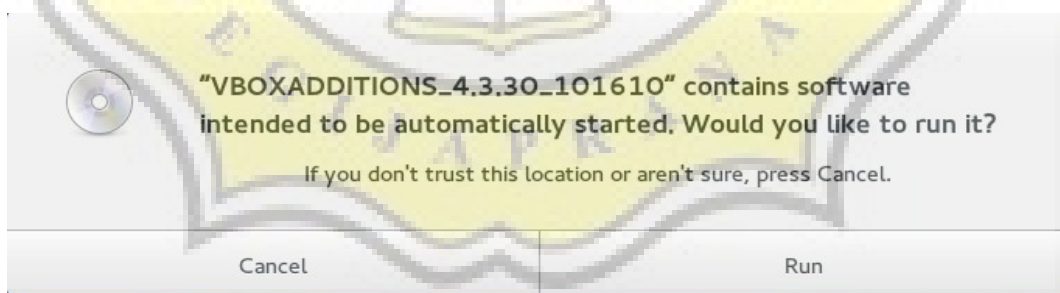 "VBOXADDITIONS_4.3.30_101610" contains software
intended to be automatically started. Would you like to run it?
If you don't trust this location or aren't sure, press Cancel.
Cancel
Run